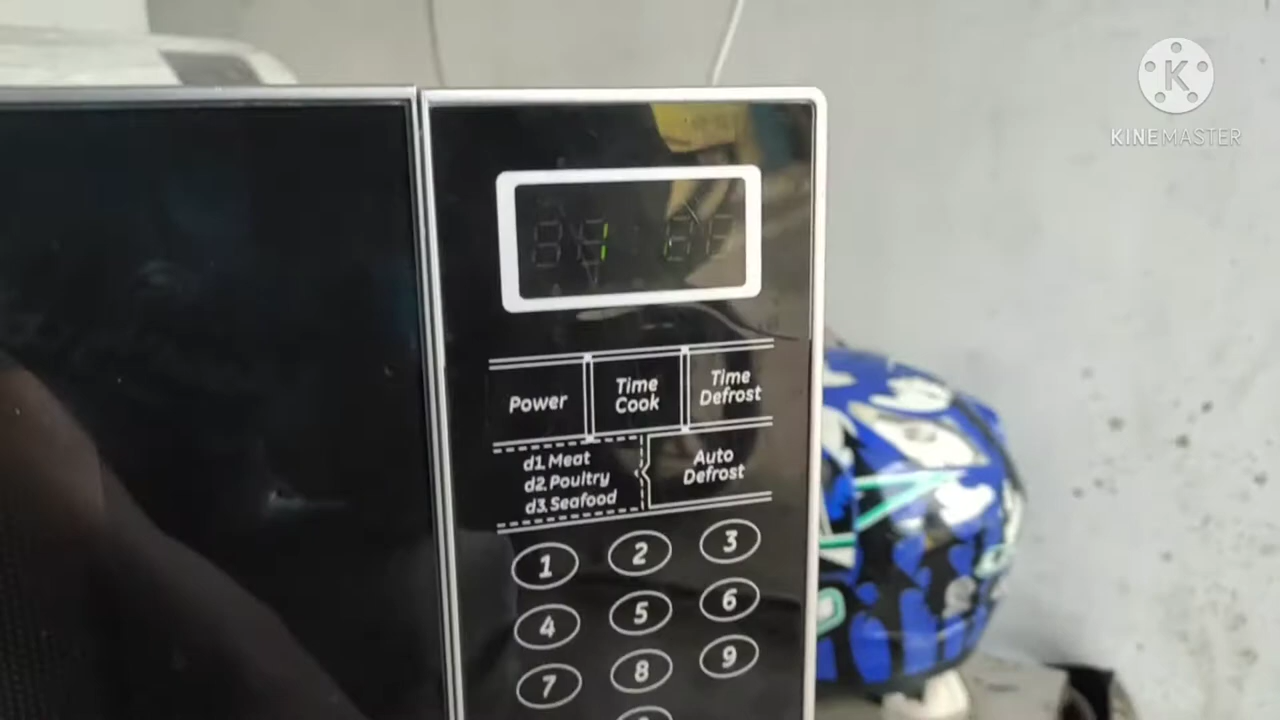 K
KINEMASTER
Power
Time
Cook
Time
Defrost
d1.Meat
d2.Poultry
d3.Seafood
Auto
Defrost
1
2
3
4
5
6
7
8
9